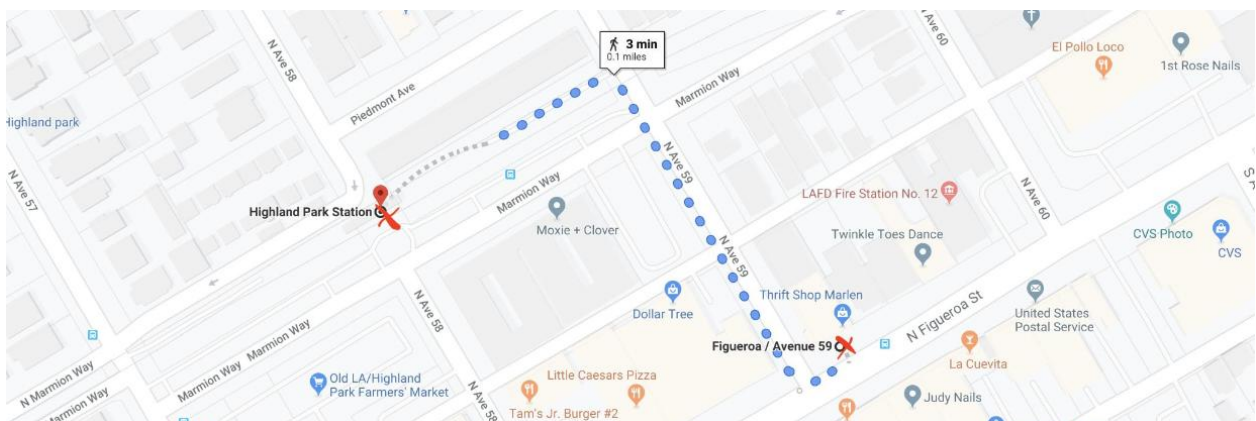 N Ave 58
3 min
0.1 miles
N Ave 60
El Pollo Loco
1st Rose Nails
Piedmont Ave
Marmion Way
Highland park
N Ave 57
N Ave 59
LAFD Fire Station No. 12
N Ave 60
Highland Park Station
Marmion Way
Moxie + Clover
Twinkle Toes Dance
CVS Photo
CVS
N Ave 59
Thrift Shop Marlen
Dollar Tree
N Figueroa St
United States
Postal Service
N Ave 58
Figueroa / Avenue 59
La Cuevita
Marmion Way
Marmion Way
N Marmion Way
Marmion Way
Old LA/Highland
Park Farmers' Market
Little Caesars Pizza
Tam's Jr. Burger #2
N Ave 58
Judy Nails